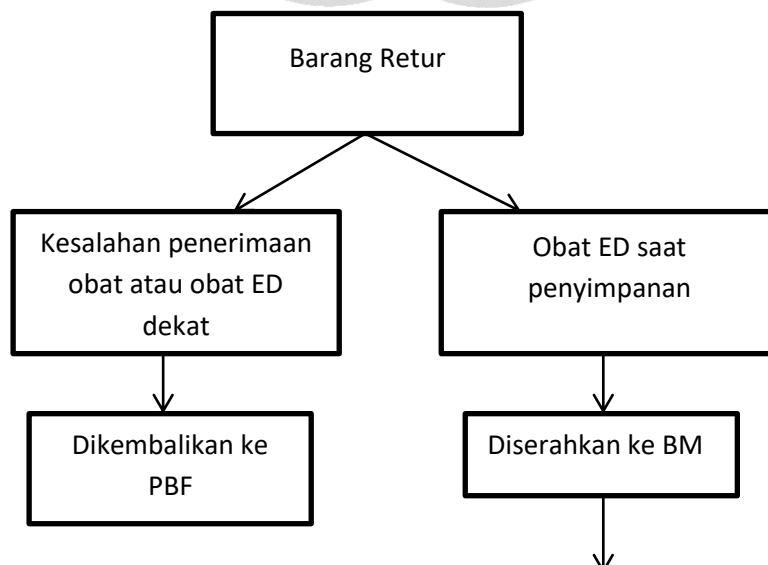 Barang Retur
Kesalahan penerimaan
obat atau obat ED
dekat
Obat ED saat
penyimpanan
Dikembalikan ke
PBF
Diserahkan ke BM